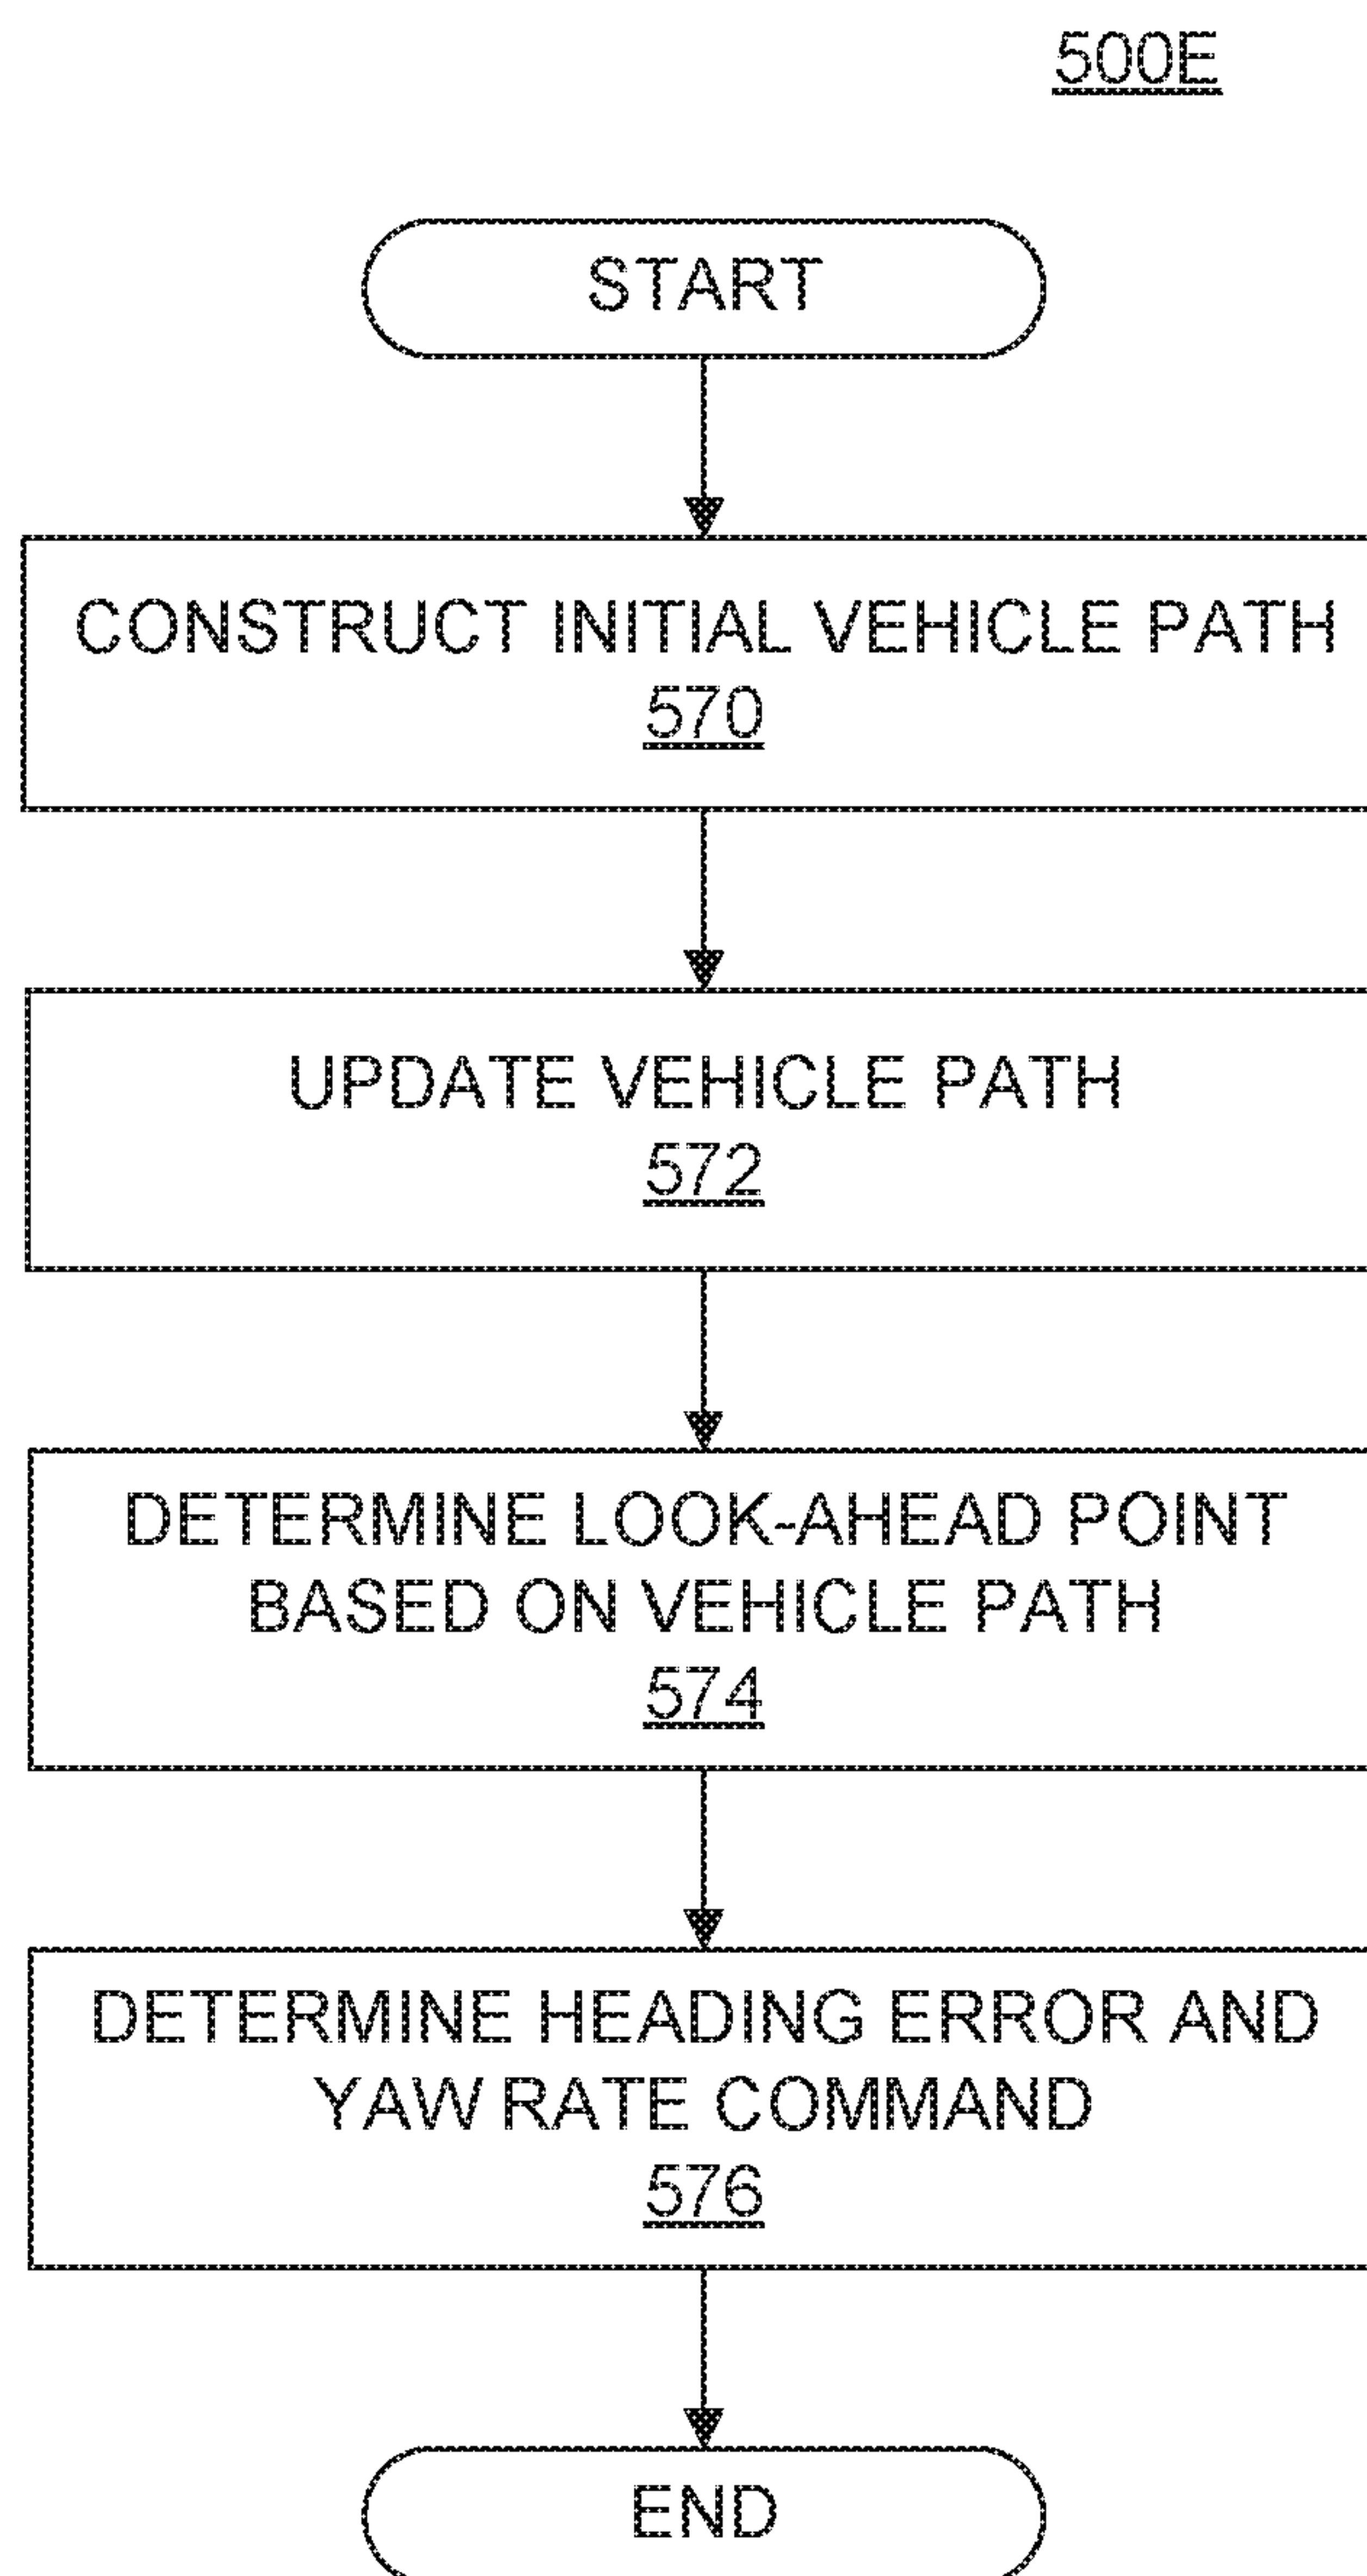 500E
START
CONSTRUCT INITIAL VEHICLE PATH
570
UPDATE VEHICLE PATH
572
DETERMINE LOOK-AHEAD POINT
BASED ON VEHICLE PATH
574
DETERMINE HEADING ERROR AND
YAW RATE COMMAND
576
END